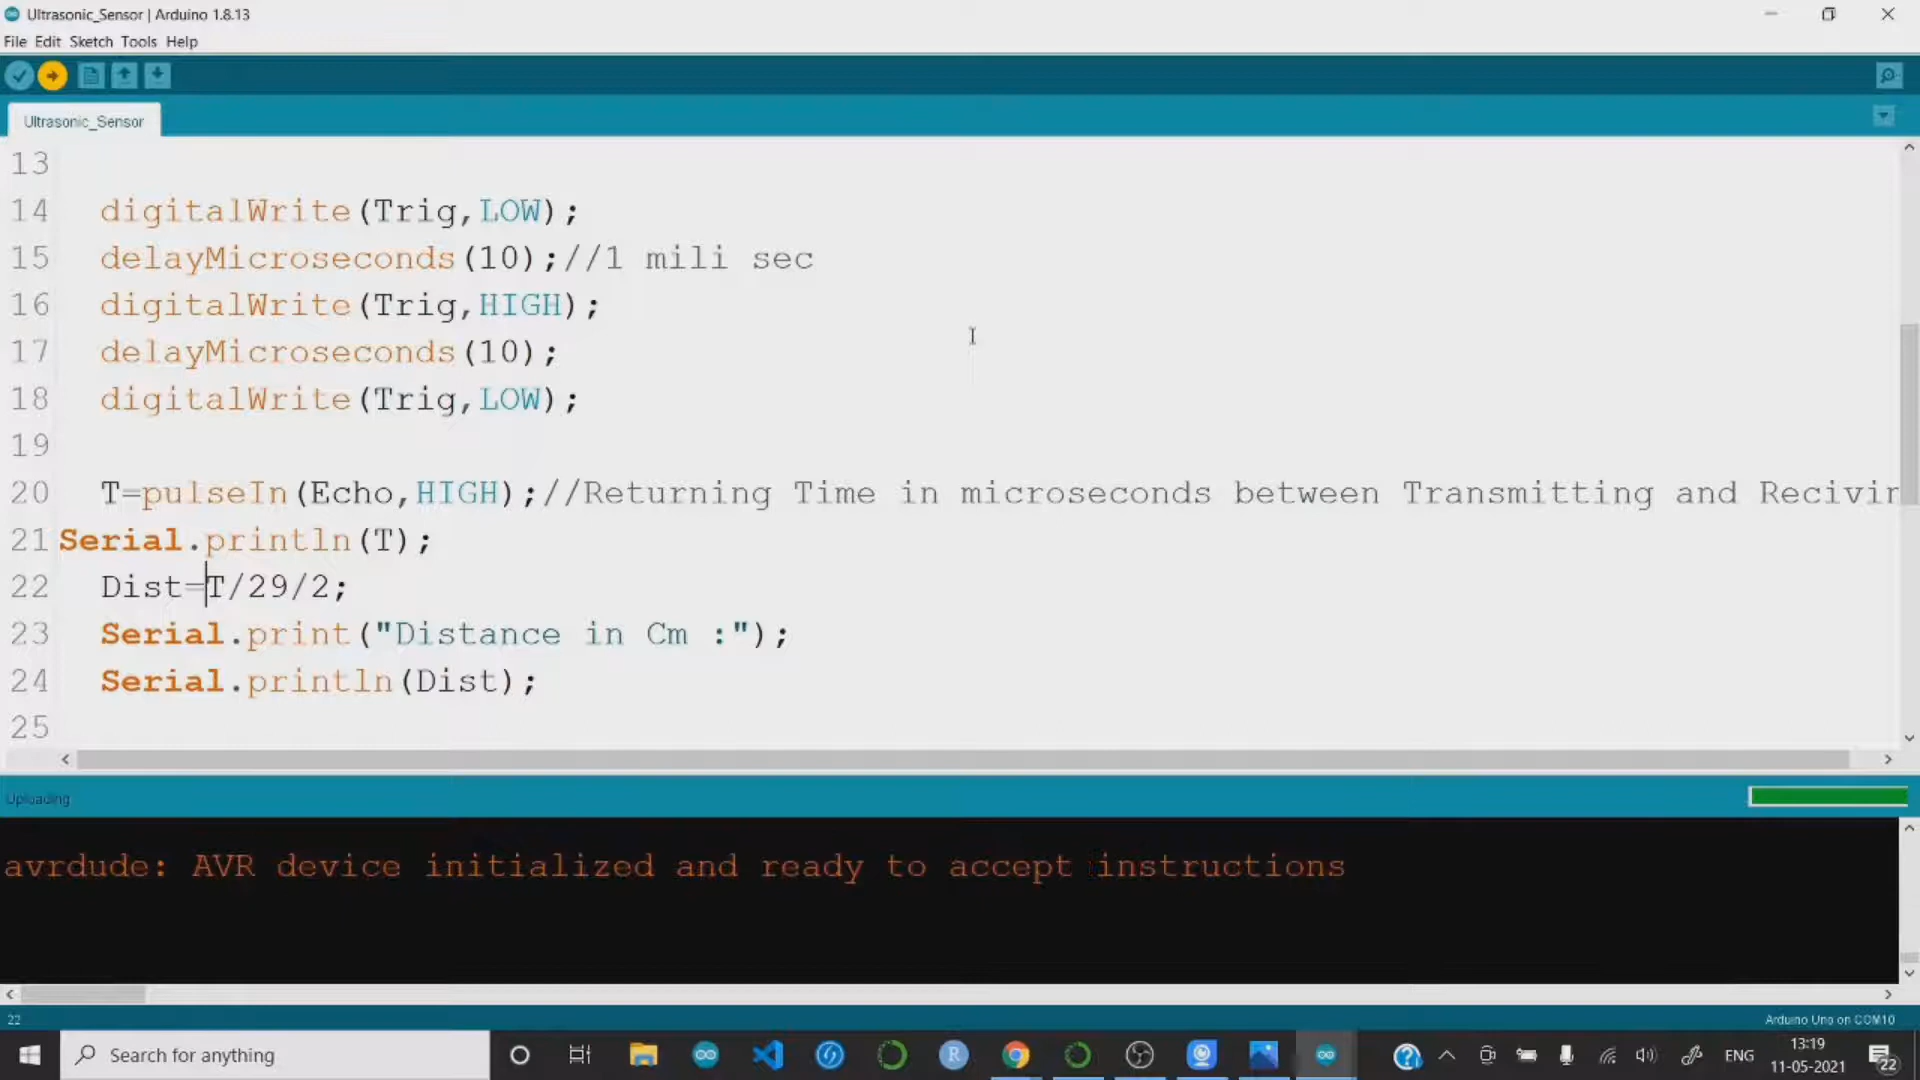 Ultrasonic_Sensor | Arduino 1.8.13
File Edit Sketch Tools Help
Ultrasonic_Sensor
13
14 digitalWrite(Trig,LOW);
15 delayMicroseconds(10);//1 mili sec
16 digitalWrite(Trig,HIGH);
17 delayMicroseconds(10);
18 digitalWrite(Trig,LOW);
19
20 T=pulseIn(Echo,HIGH);//Returning Time in microseconds between Transmitting and Recivin
21 Serial.println(T);
22 Dist=T/29/2;
23 Serial.print("Distance in Cm :");
24 Serial.println(Dist);
25
Uploading
avrdude: AVR device initialized and ready to accept instructions
22
Arduino Uno on COM10
Search for anything
R
ENG
13:19
11-05-2021
22